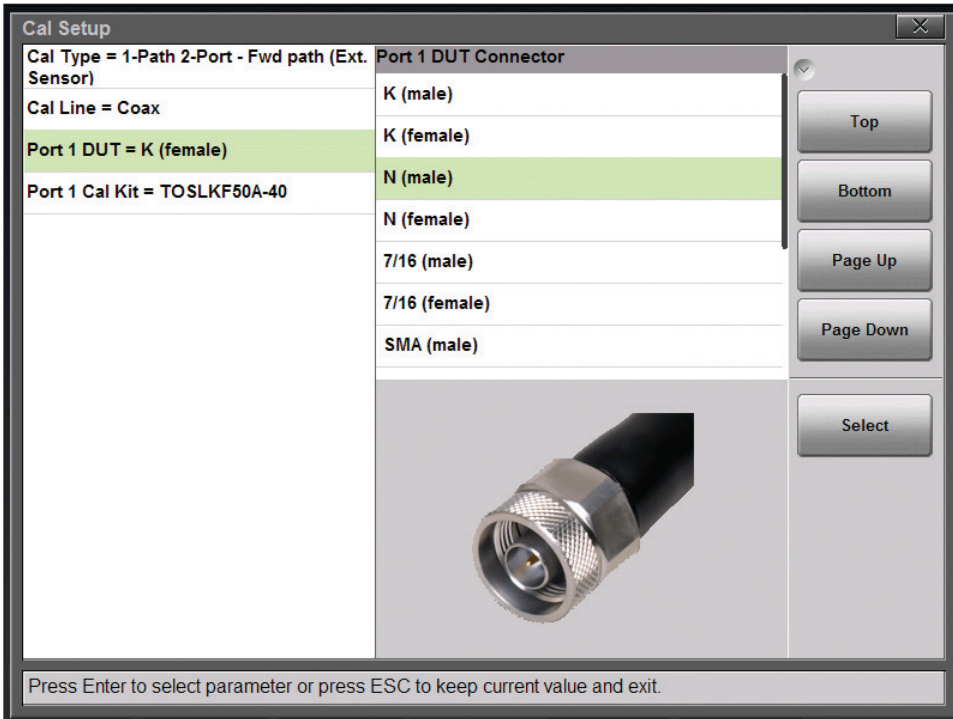 Cal Setup
Cal Type = 1-Path 2-Port - Fwd path (Ext.
Sensor)
Cal Line = Coax
Port 1 DUT = K (female)
Port 1 Cal Kit = TOSLKF50A-40
Port 1 DUT Connector
K (male)
K (female)
N (male)
N (female)
7/16 (male)
7/16 (female)
SMA (male)
Top
Bottom
Page Up
Page Down
Select
Press Enter to select parameter or press ESC to keep current value and exit.